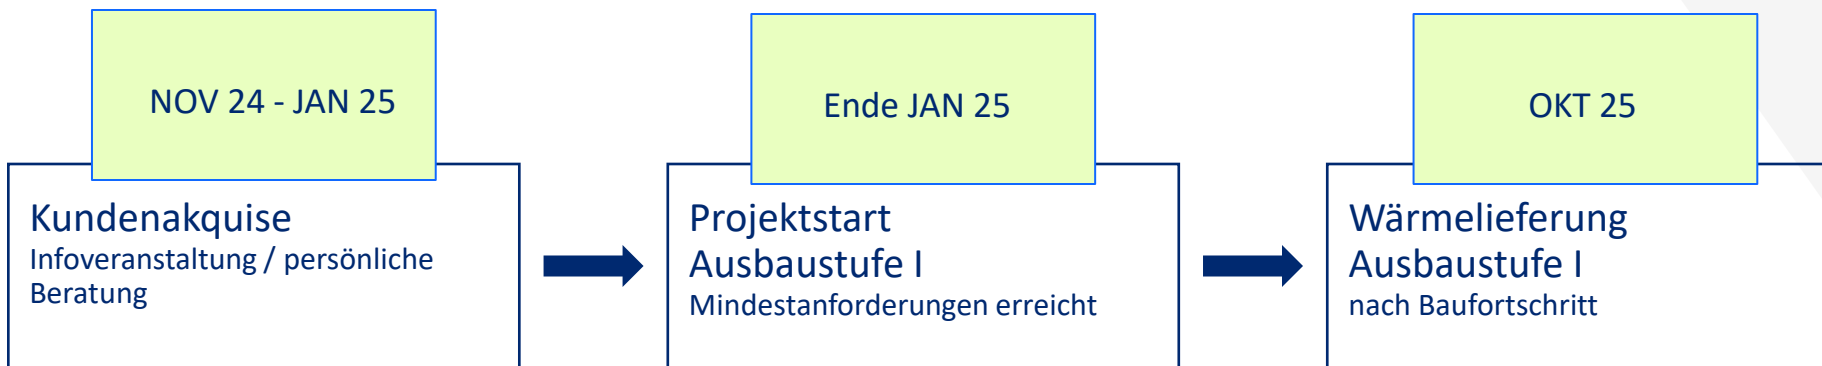 NOV 24 - JAN 25
Kundenakquise
Infoveranstaltung / persönliche
Beratung
Ende JAN 25
Projektstart
Ausbaustufe I
Mindestanforderungen erreicht
OKT 25
Wärmelieferung
Ausbaustufe I
nach Baufortschritt